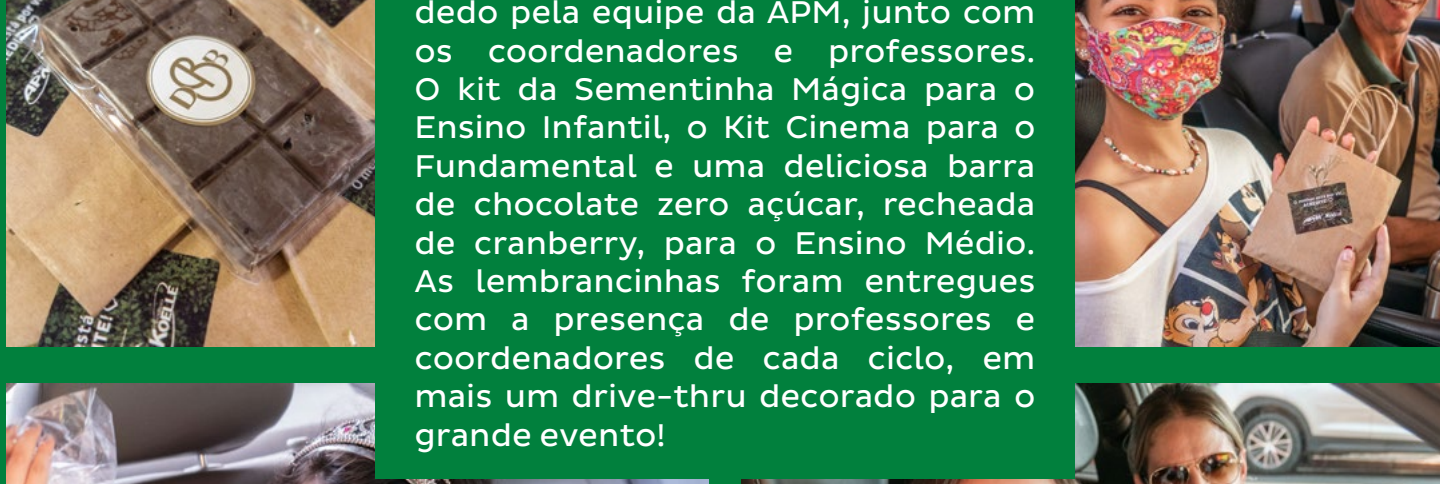 dedo pela equipe da APM, junto com
os coordenadores e professores.
O kit da Sementinha Mágica para o
Ensino Infantil, o Kit Cinema para o
Fundamental e uma deliciosa barra
de chocolate zero açúcar, recheada
de cranberry, para o Ensino Médio.
As lembrancinhas foram entregues
com a presença de professores e
coordenadores de cada ciclo, em
mais um drive-thru decorado para o
grande evento!
KOELLE